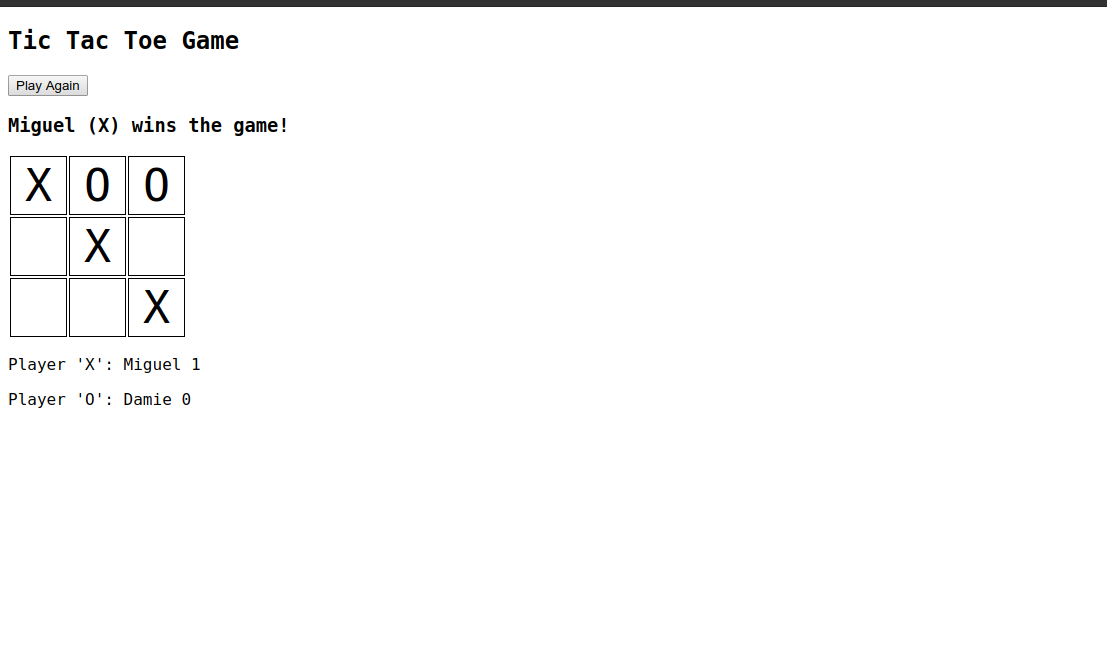 Tic Tac Toe Game
Play Again
Miguel (X) wins the game!
X O O
X
X
Player 'X': Miguel 1
Player 'O': Damie 0